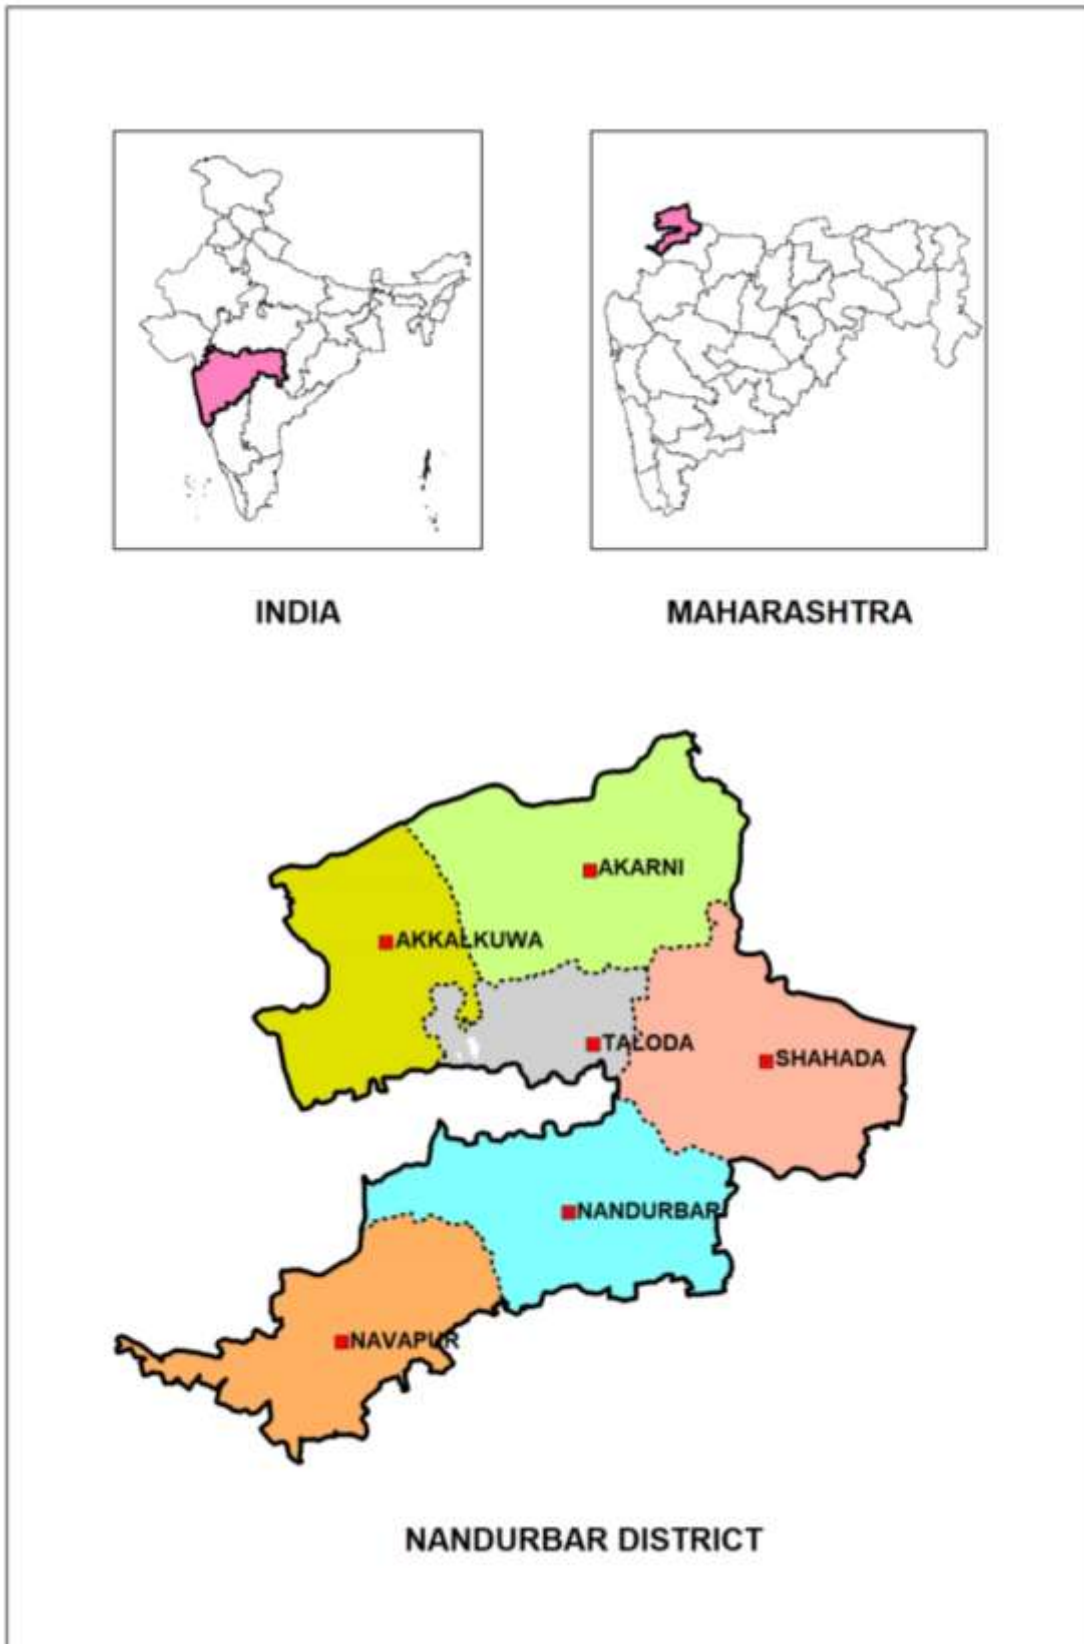 INDIA
MAHARASHTRA
AKARNI
AKKALKUWA
TALODA
SHAHADA
NANDURBAR
NAVAPUR
NANDURBAR DISTRICT